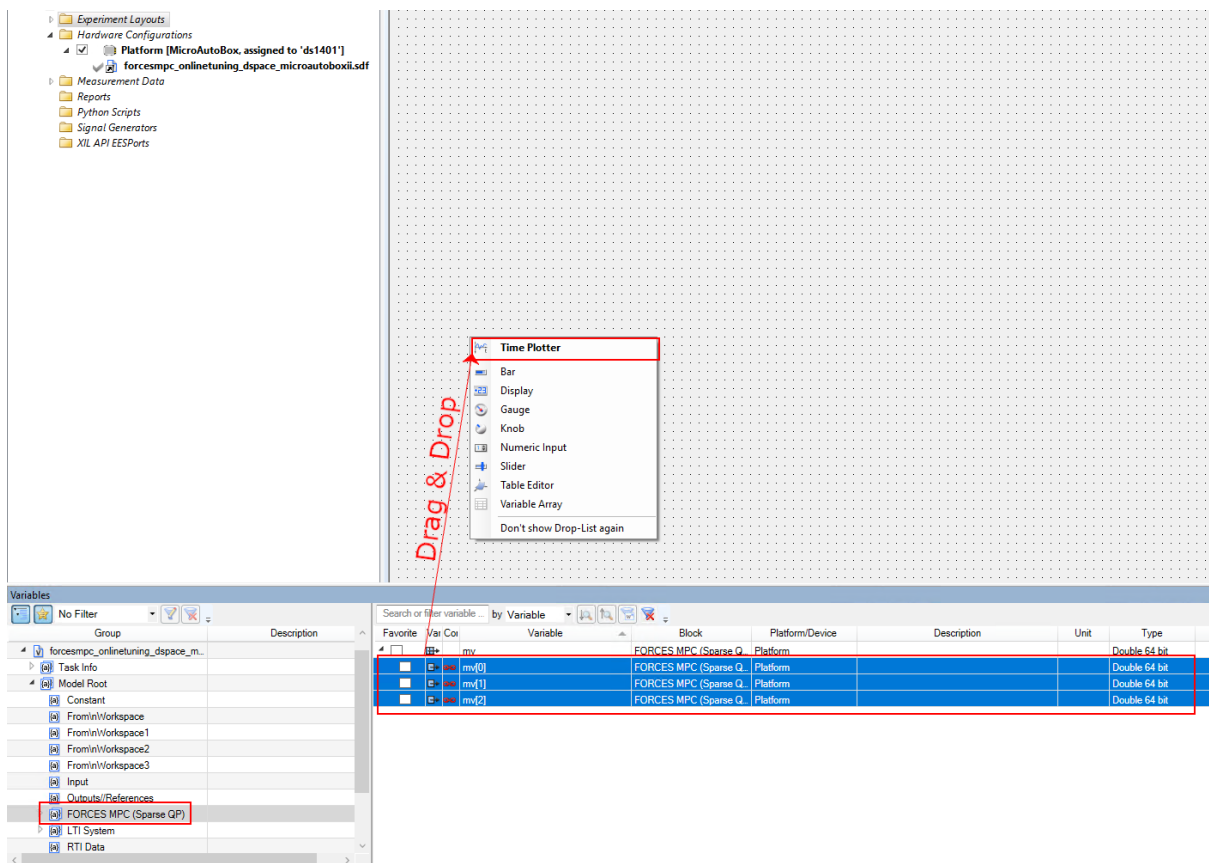 Experiment Layouts
Hardware Configurations
Platform [MicroAutoBox, assigned to 'ds1401']
forcesmpc_onlinetuning_dspace_microautoboxii.sdf
Measurement Data
Reports
Python Scripts
Signal Generators
XIL API EESPorts
Time Plotter
Bar
Display
Gauge
Knob
Numeric Input
Slider
Table Editor
Variable Array
Don't show Drop-List again
Drag & Drop
Variables
No Filter
Search or filter variable ... by Variable
Group Description
Favorite Var Cor Variable Block Platform/Device Description Unit Type
forcesmpc_onlinetuning_dspace_m...
Task Info
Model Root
Constant
From\nWorkspace
From\nWorkspace1
From\nWorkspace2
From\nWorkspace3
Input
Outputs//References
FORCES MPC (Sparse QP)
LTI System
RTI Data
mv FORCES MPC (Sparse Q... Platform Double 64 bit
mv[0] FORCES MPC (Sparse Q... Platform Double 64 bit
mv[1] FORCES MPC (Sparse Q... Platform Double 64 bit
mv[2] FORCES MPC (Sparse Q... Platform Double 64 bit